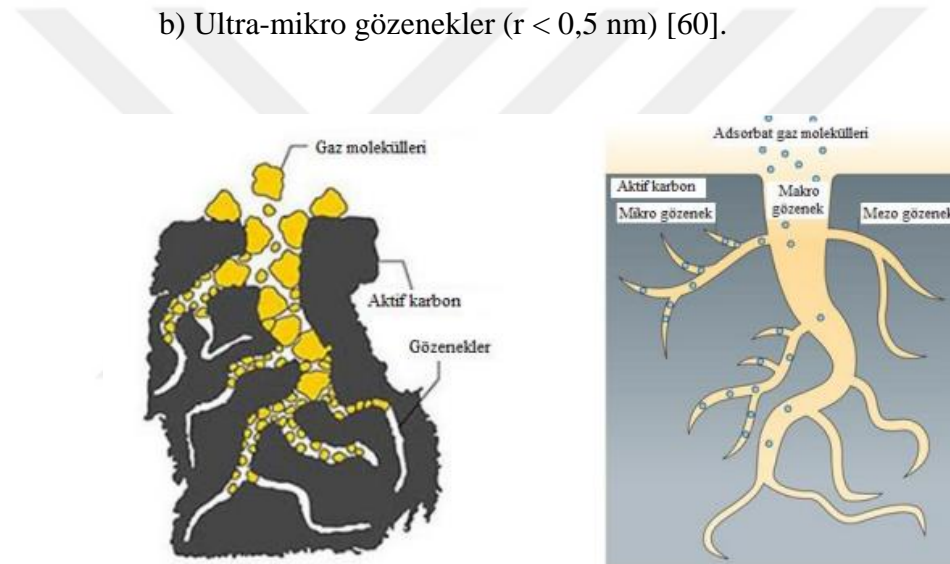 b) Ultra-mikro gözenekler (r < 0,5 nm) [60].
Gaz molekülleri
Aktif karbon
Gözenekler
Adsorbat gaz molekülleri
Aktif karbon
Makro
gözenek
Mikro gözenek
Mezo gözenek